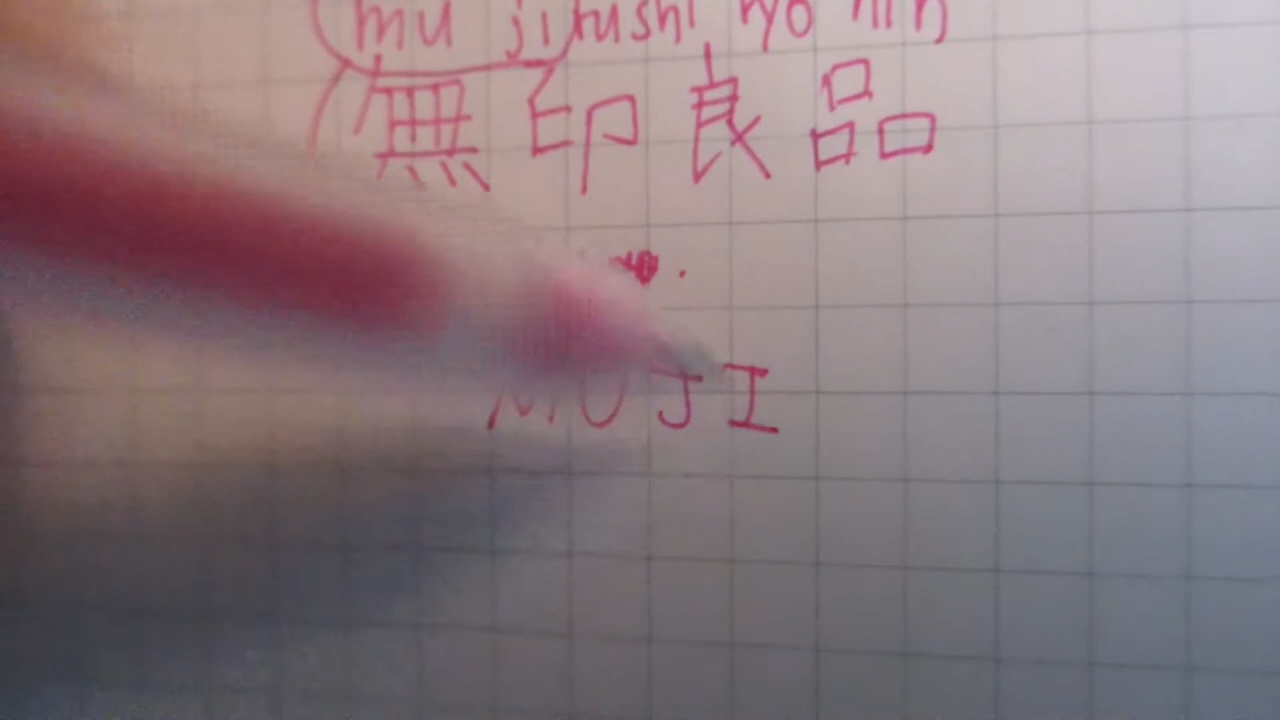 mu jirushi ryo hin
無印良品
MUJI